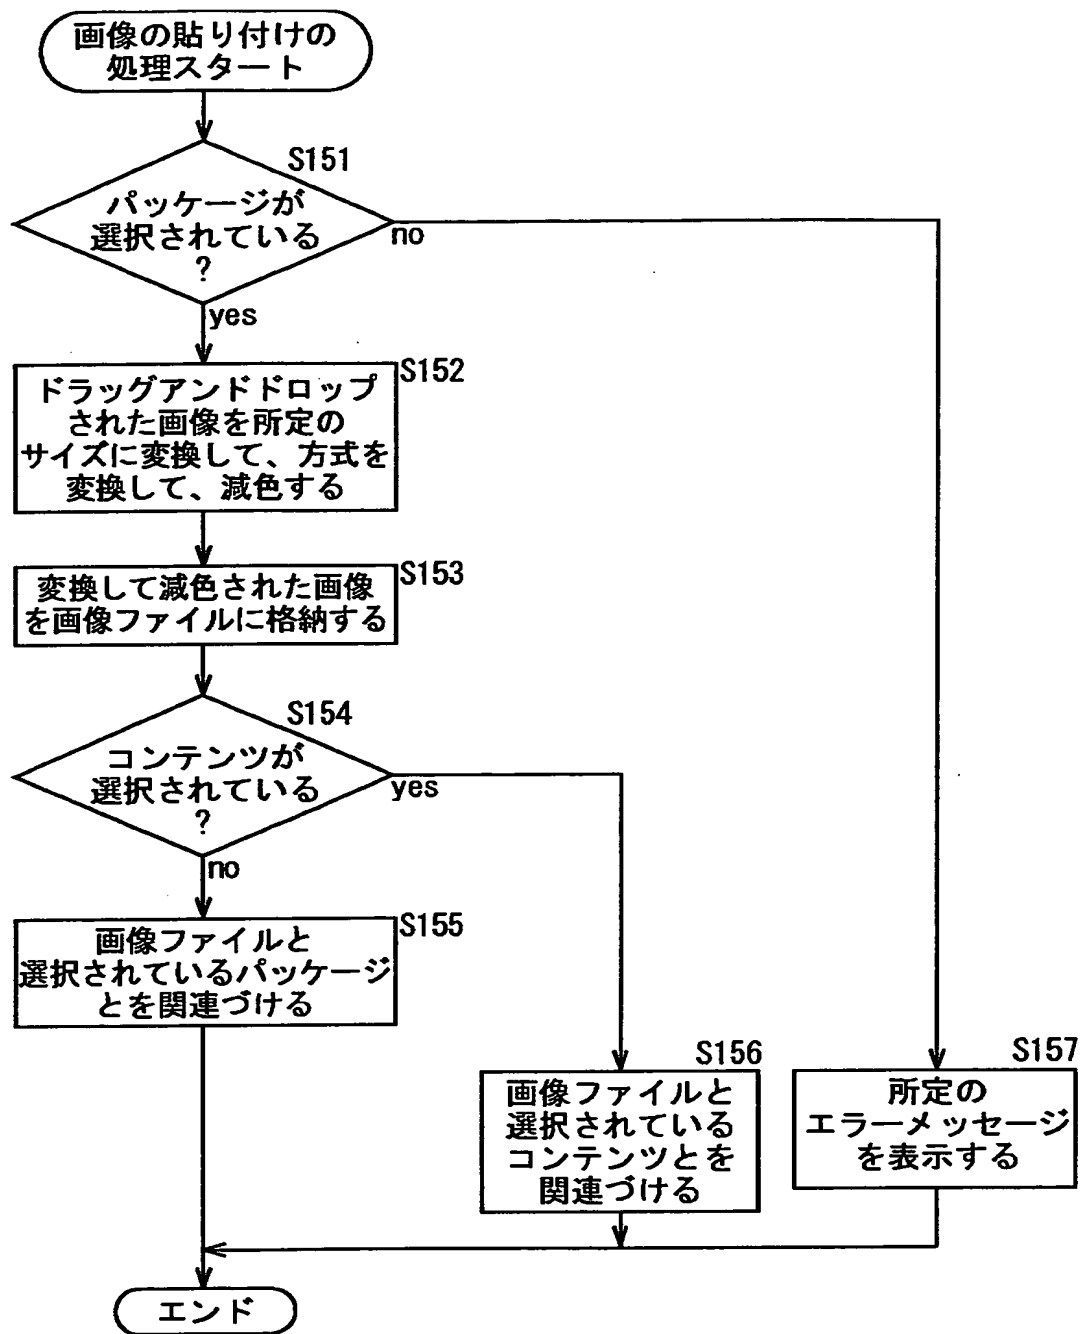 画像の貼り付けの
処理スタート
S151
パッケージが
選択されている
?
no
yes
S152
ドラッグアンドドロップ
された画像を所定の
サイズに変換して、方式を
変換して、減色する
S153
変換して減色された画像
を画像ファイルに格納する
S154
コンテンツが
選択されている
?
yes
no
S155
画像ファイルと
選択されているパッケージ
とを関連づける
S156
画像ファイルと
選択されている
コンテンツとを
関連づける
S157
所定の
エラーメッセージ
を表示する
エンド